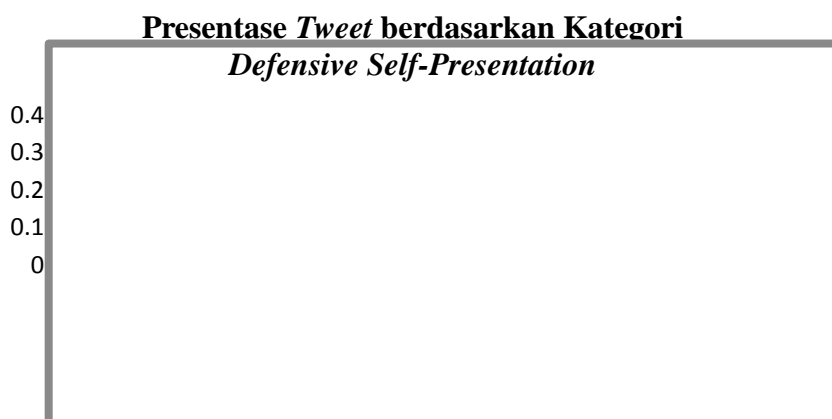 Presentase Tweet berdasarkan Kategori
Defensive Self-Presentation
0.4
0.3
0.2
0.1
0